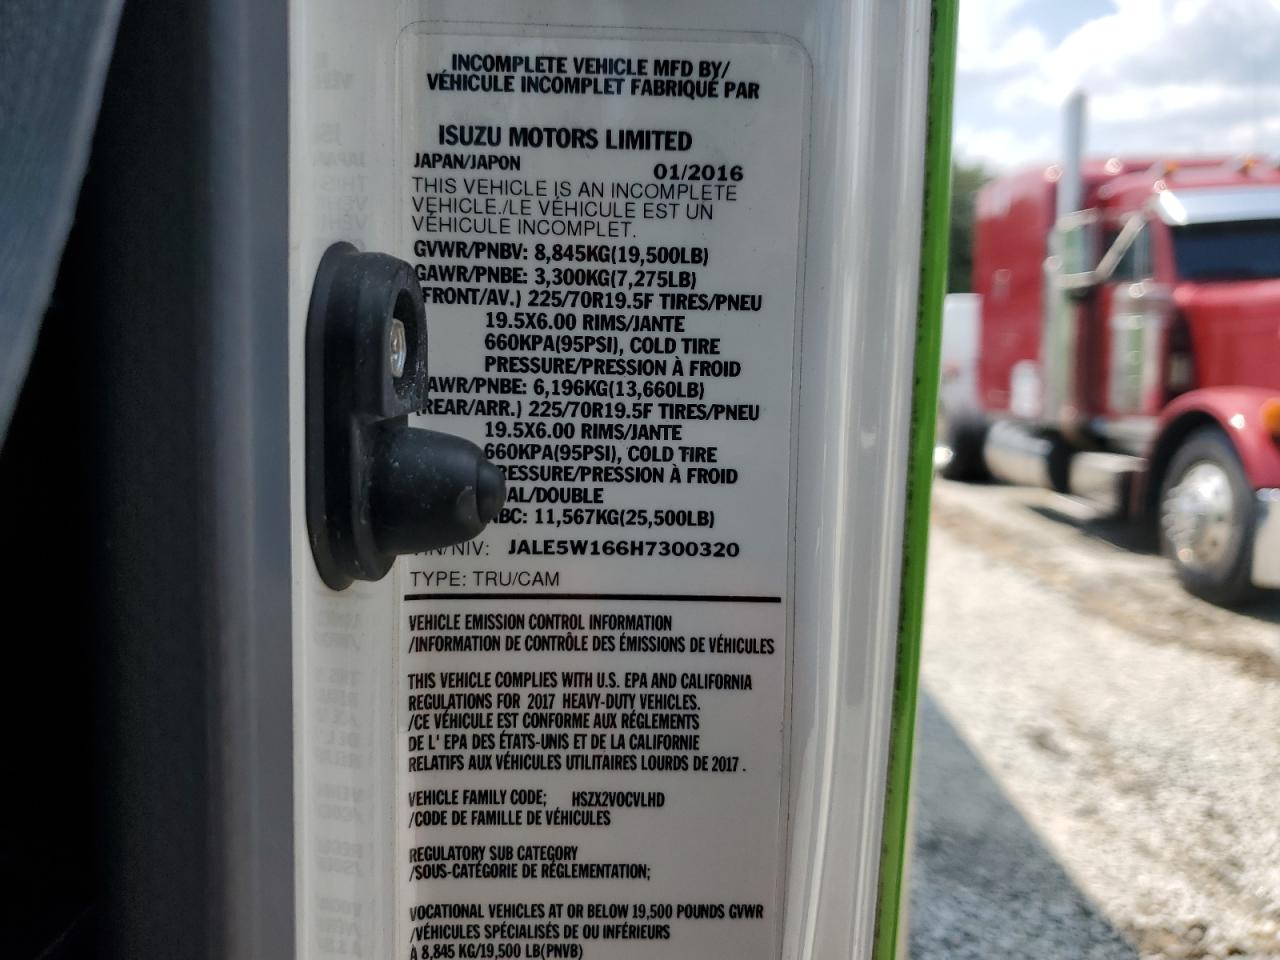 INCOMPLETE VEHICLE MFD BY/
VÉHICULE INCOMPLET FABRIQUÉ PAR
ISUZU MOTORS LIMITED
JAPAN/JAPON 01/2016
THIS VEHICLE IS AN INCOMPLETE
VEHICLE./LE VÉHICULE EST UN
VÉHICULE INCOMPLET.
GVWR/PNBV: 8,845KG(19,500LB)
GAWR/PNBE: 3,300KG(7,275LB)
(FRONT/AV.) 225/70R19.5F TIRES/PNEU
19.5X6.00 RIMS/JANTE
660KPA(95PSI), COLD TIRE
PRESSURE/PRESSION À FROID
AWR/PNBE: 6,196KG(13,660LB)
(REAR/ARR.) 225/70R19.5F TIRES/PNEU
19.5X6.00 RIMS/JANTE
660KPA(95PSI), COLD TIRE
RESSURE/PRESSION À FROID
AL/DOUBLE
NBC: 11,567KG(25,500LB)
VIN/NIV: JALE5W166H7300320
TYPE: TRU/CAM
VEHICLE EMISSION CONTROL INFORMATION
/INFORMATION DE CONTRÔLE DES ÉMISSIONS DE VÉHICULES
THIS VEHICLE COMPLIES WITH U.S. EPA AND CALIFORNIA
REGULATIONS FOR 2017 HEAVY-DUTY VEHICLES.
/CE VÉHICULE EST CONFORME AUX RÉGLEMENTS
DE L' EPA DES ÉTATS-UNIS ET DE LA CALIFORNIE
RELATIFS AUX VÉHICULES UTILITAIRES LOURDS DE 2017 .
VEHICLE FAMILY CODE; HSZX2VOCVLHD
/CODE DE FAMILLE DE VÉHICULES
REGULATORY SUB CATEGORY
/SOUS-CATÉGORIE DE RÉGLEMENTATION;
VOCATIONAL VEHICLES AT OR BELOW 19,500 POUNDS GVWR
/VÉHICULES SPÉCIALISÉS DE OU INFÉRIEURS
À 8,845 KG/19,500 LB(PNVB)